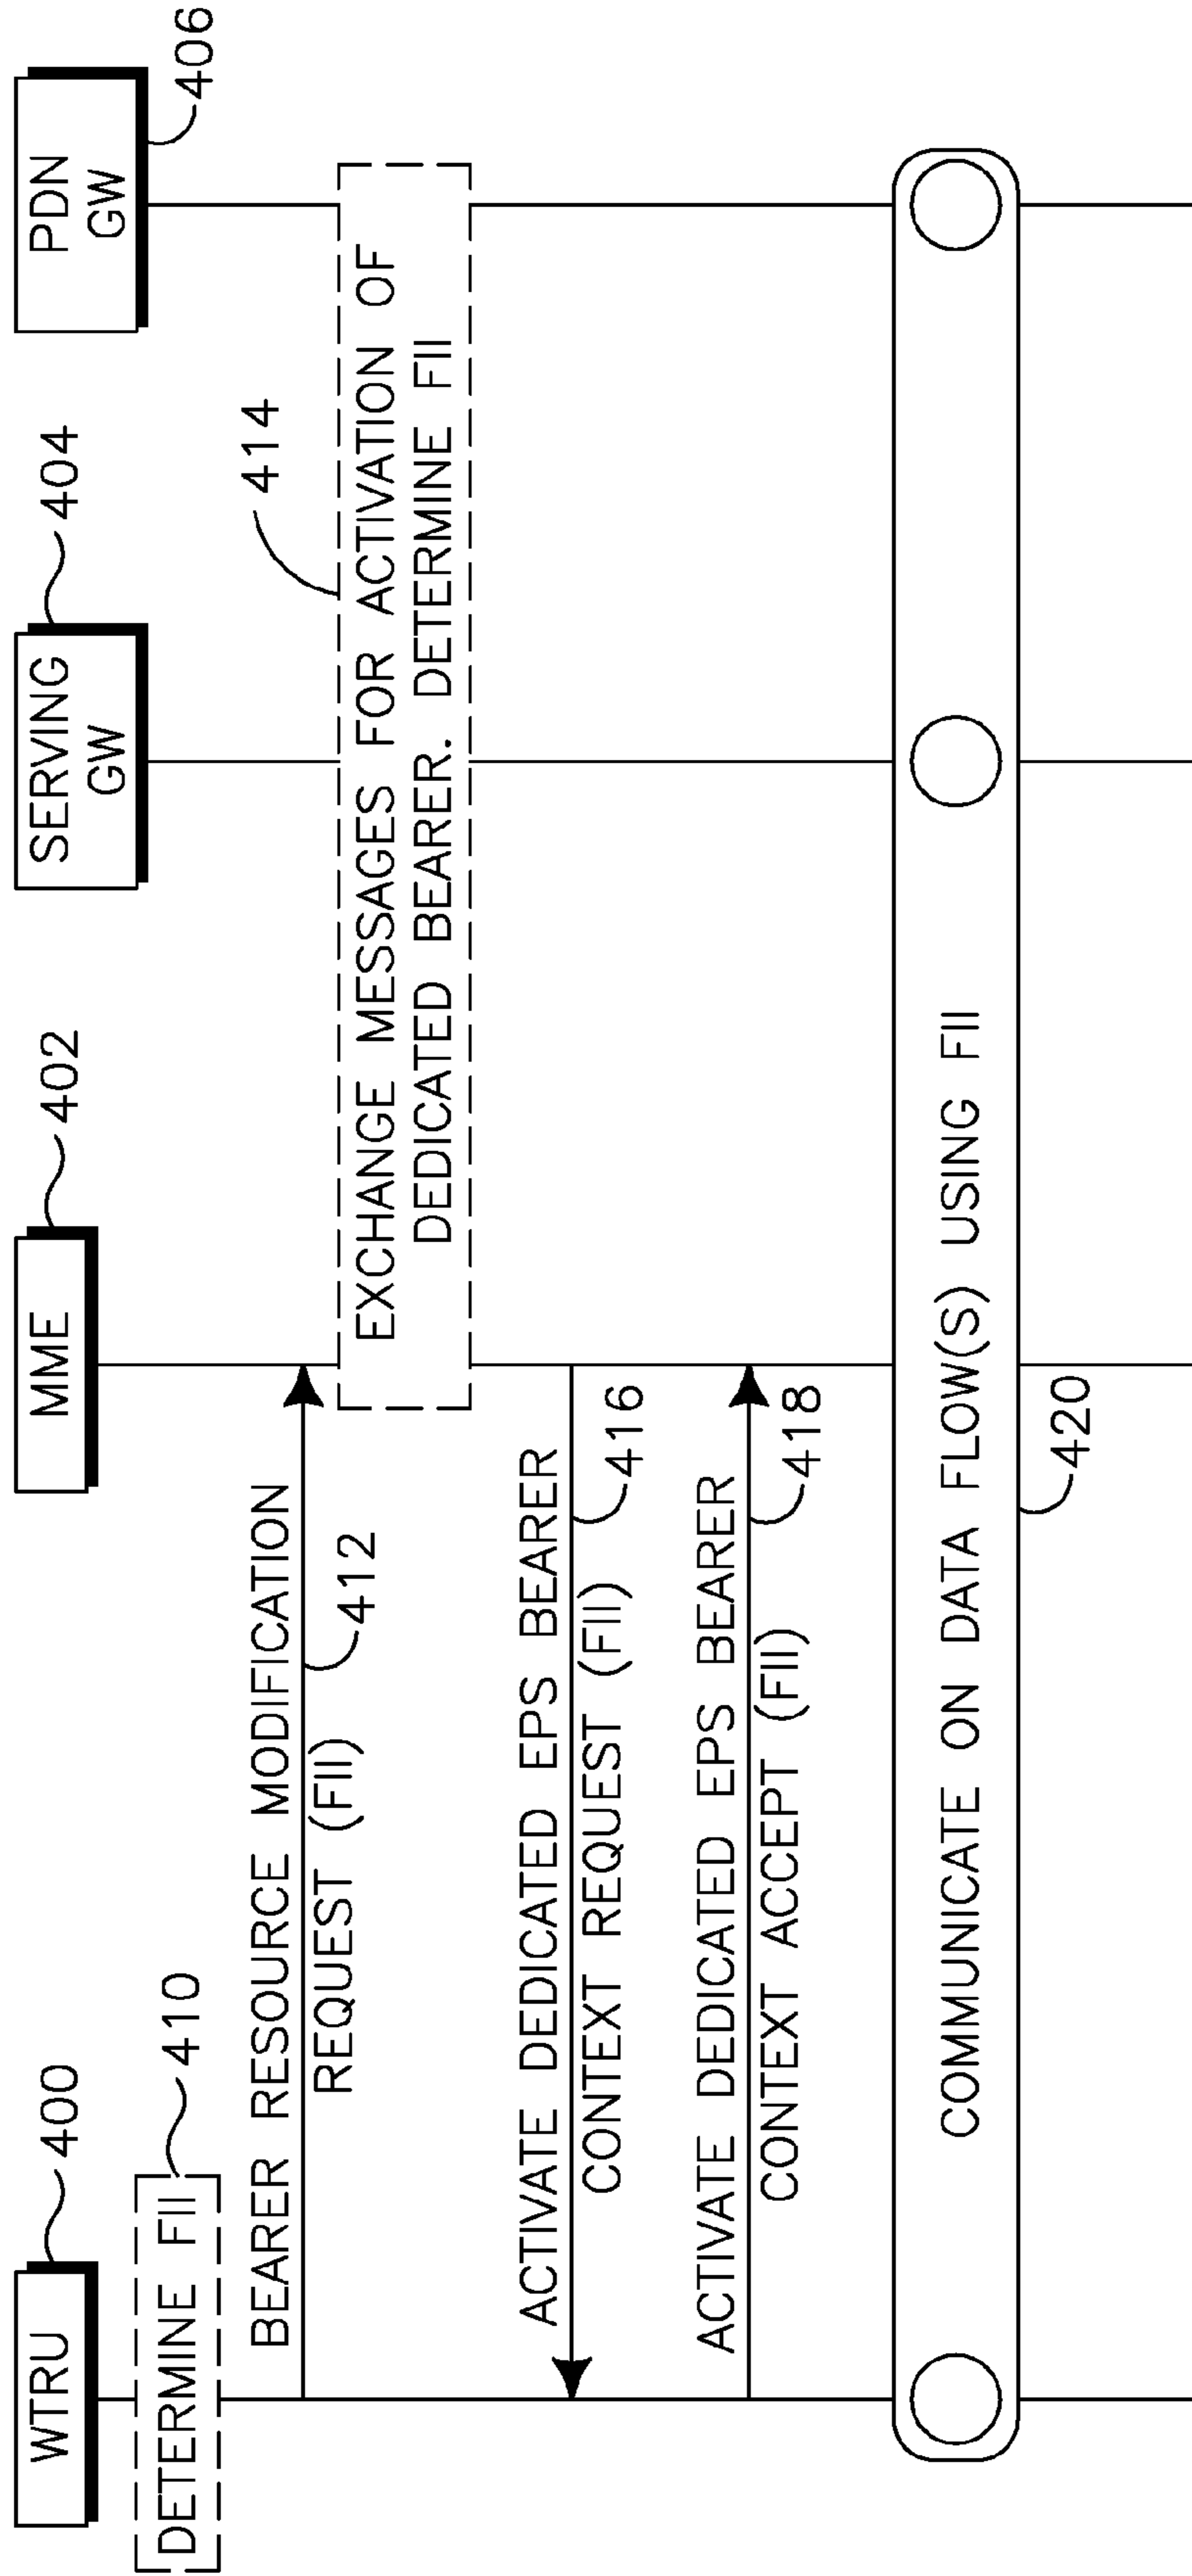 WTRU
400
MME
402
SERVING
GW
404
PDN
GW
406
DETERMINE FII
410
BEARER RESOURCE MODIFICATION
REQUEST (FII)
412
414
EXCHANGE MESSAGES FOR ACTIVATION OF
DEDICATED BEARER. DETERMINE FII
ACTIVATE DEDICATED EPS BEARER
CONTEXT REQUEST (FII)
416
ACTIVATE DEDICATED EPS BEARER
CONTEXT ACCEPT (FII)
418
COMMUNICATE ON DATA FLOW(S) USING FII
420